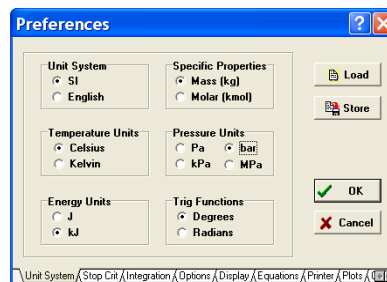 Preferences
Unit System
SI
English
Specific Properties
Mass (kg)
Molar (kmol)
Load
Store
Temperature Units
Celsius
Kelvin
Pressure Units
Pa bar
kPa MPa
Energy Units
J
kJ
Trig Functions
Degrees
Radians
OK
Cancel
Unit System Stop Crit Integration Options Display Equations Printer Plots